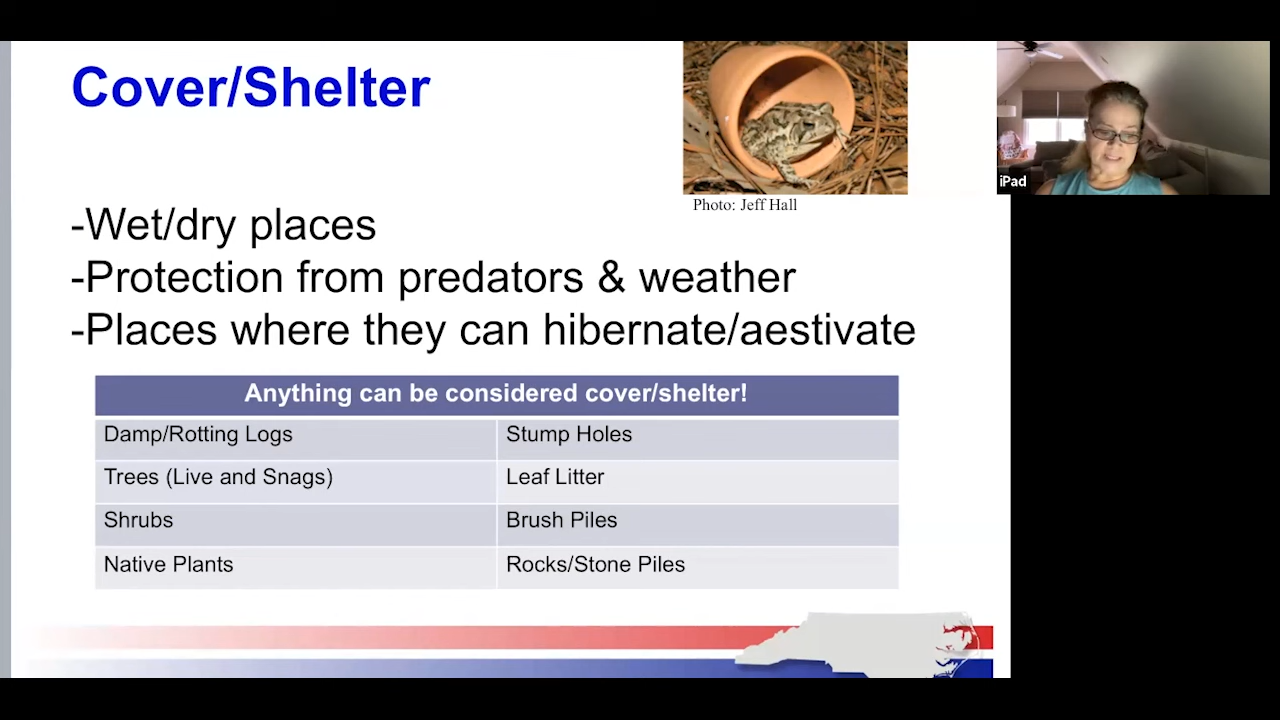 Cover/Shelter
iPad
Photo: Jeff Hall
-Wet/dry places
-Protection from predators & weather
-Places where they can hibernate/aestivate
Anything can be considered cover/shelter!
Damp/Rotting Logs
Stump Holes
Trees (Live and Snags)
Leaf Litter
Shrubs
Brush Piles
Native Plants
Rocks/Stone Piles